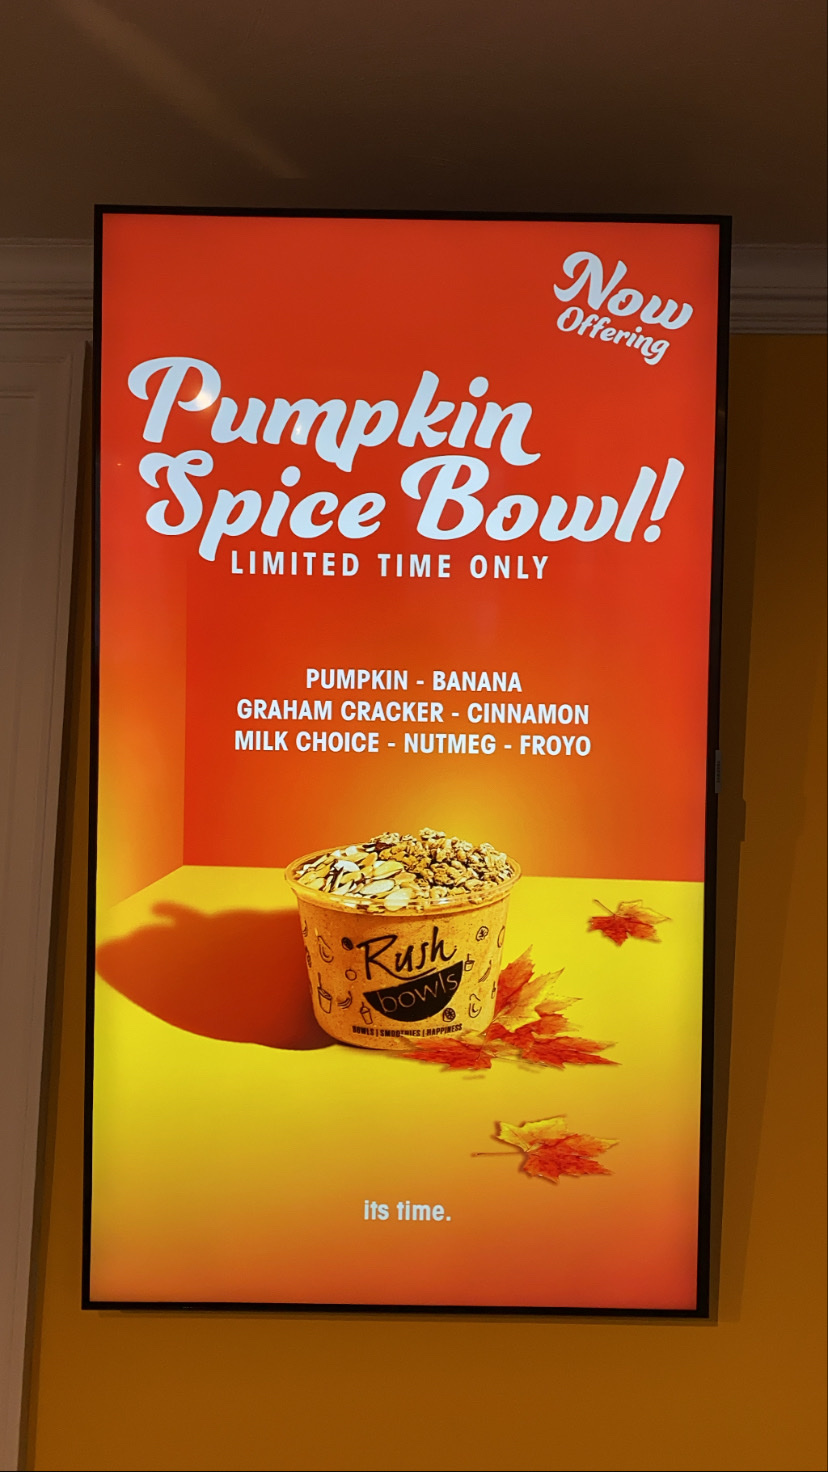 Now
Offering
Pumpkin
Spice Bowl!
LIMITED TIME ONLY
PUMPKIN - BANANA
GRAHAM CRACKER - CINNAMON
MILK CHOICE - NUTMEG - FROYO
Rush
bowls
BOWLS | SMOOTHIES | HAPPINESS
its time.